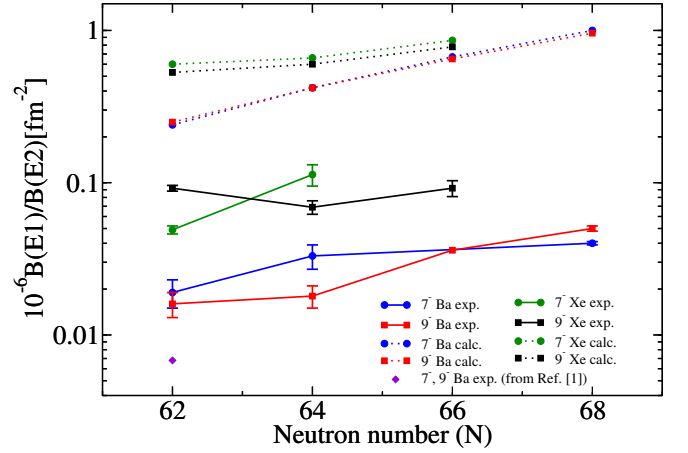 1
0.1
0.01
10⁻⁶B(E1)/B(E2)[fm⁻²]
62 64 66 68
Neutron number (N)
7⁻ Ba exp.
9⁻ Ba exp.
7⁻ Ba calc.
9⁻ Ba calc.
7⁻, 9⁻ Ba exp. (from Ref. [1])
7⁻ Xe exp.
9⁻ Xe exp.
7⁻ Xe calc.
9⁻ Xe calc.